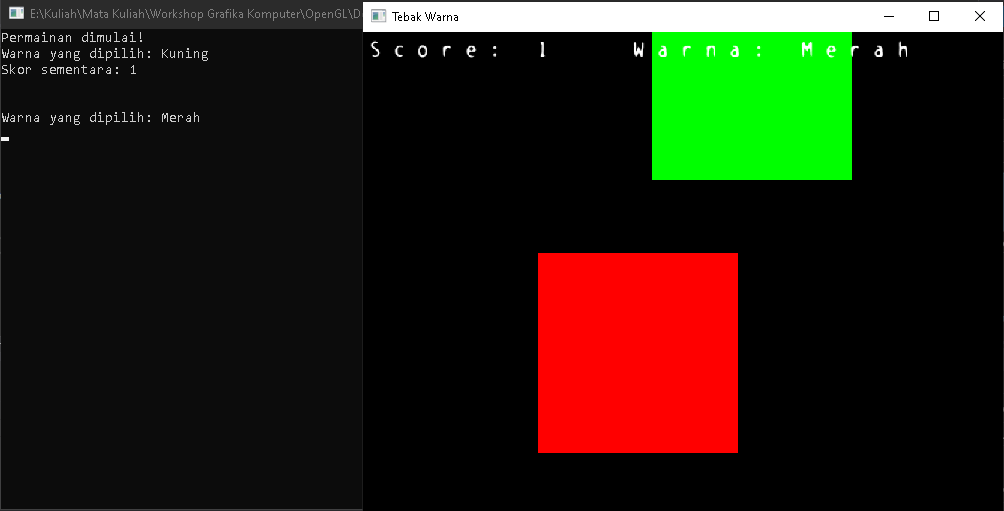 E:\Kuliah\Mata Kuliah\Workshop Grafika Komputer\OpenGL\D
Permainan dimulai!
Warna yang dipilih: Kuning
Skor sementara: 1
Warna yang dipilih: Merah
Tebak Warna
Score: 1 Warna: Merah